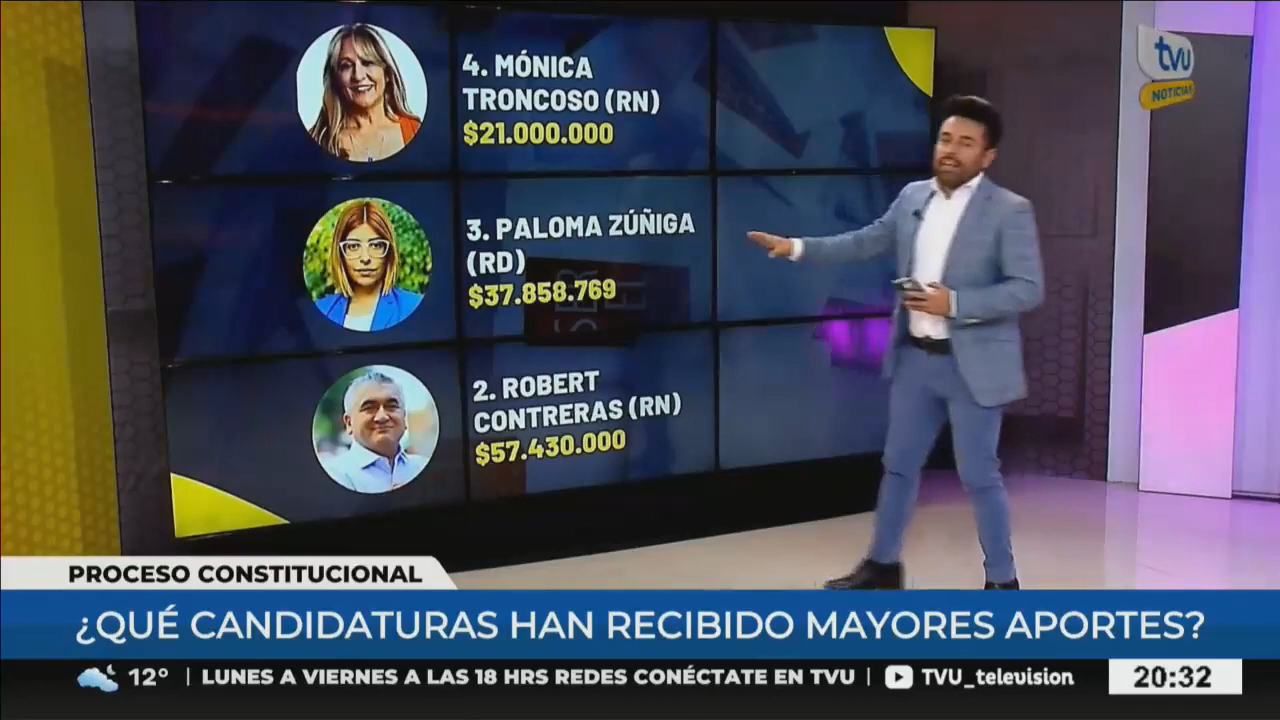 4. MÓNICA
TRONCOSO (RN)
$21.000.000
3. PALOMA ZÚÑIGA
(RD)
$37.858.769
2. ROBERT
CONTRERAS (RN)
$57.430.000
tvu
NOTICIAS
PROCESO CONSTITUCIONAL
¿QUÉ CANDIDATURAS HAN RECIBIDO MAYORES APORTES?
12° | LUNES A VIERNES A LAS 18 HRS REDES CONÉCTATE EN TVU | TVU_television
20:32